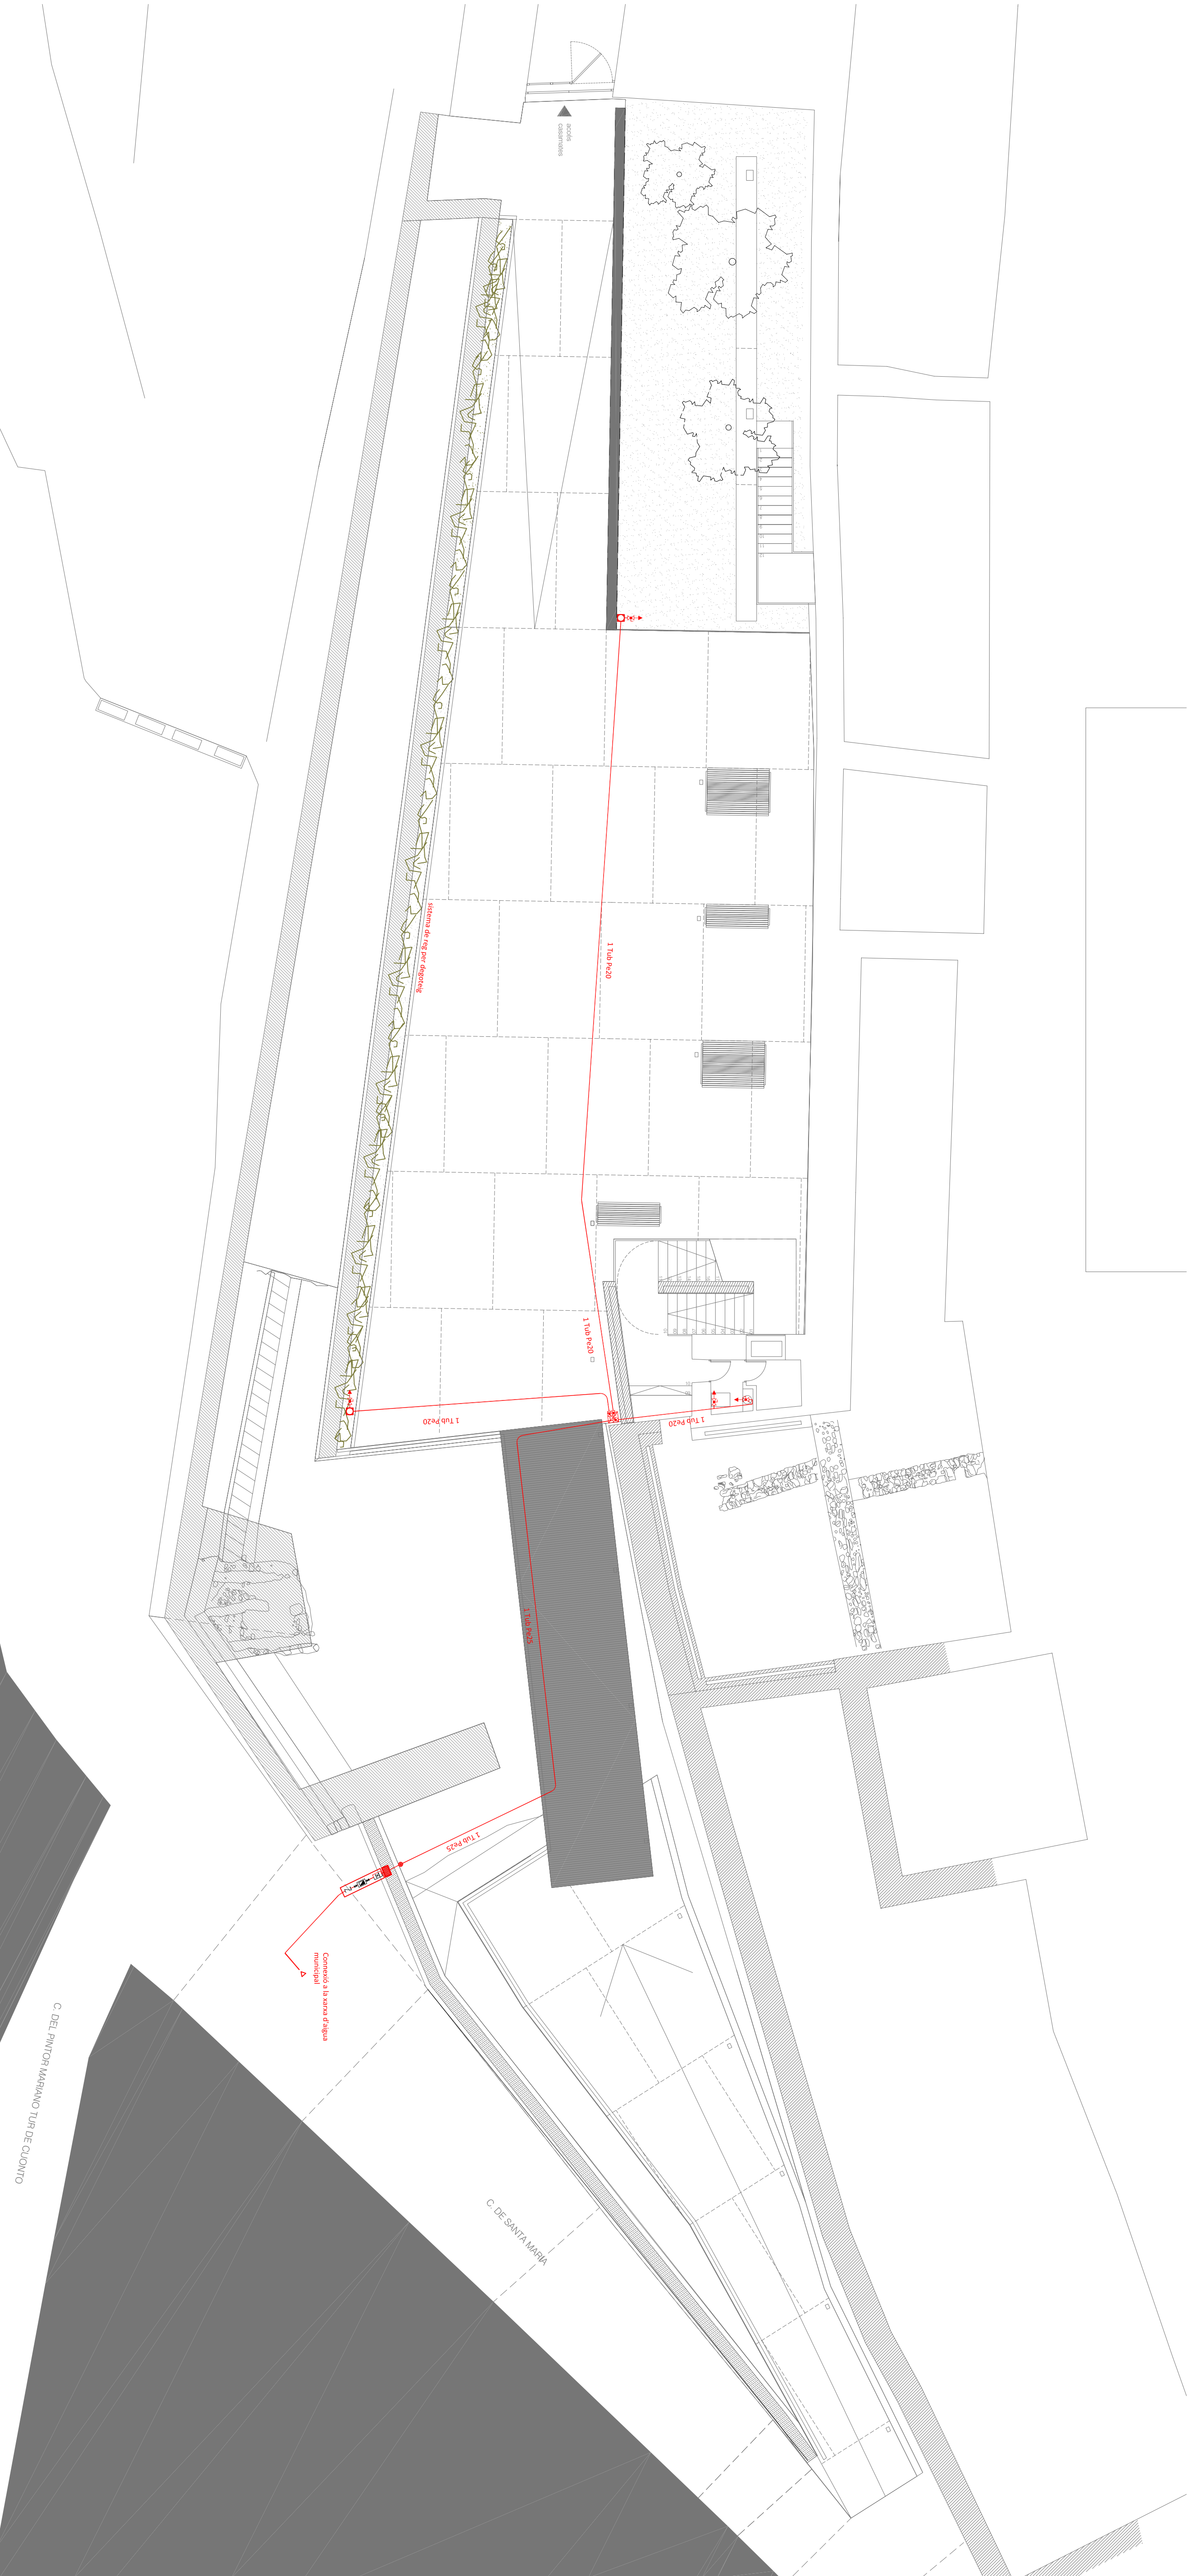 accés
casamates
sistema de reg per degoteig
1 Tub Pe20
1 Tub Pe20
1 Tub Pe20
1 Tub Pe20
1 Tub Pe25
1 Tub Pe25
Connexió a la xarxa d'aigua
municipal
C. DEL PINTOR MARIANO TUR DE CUONTO
C. DE SANTA MARIA